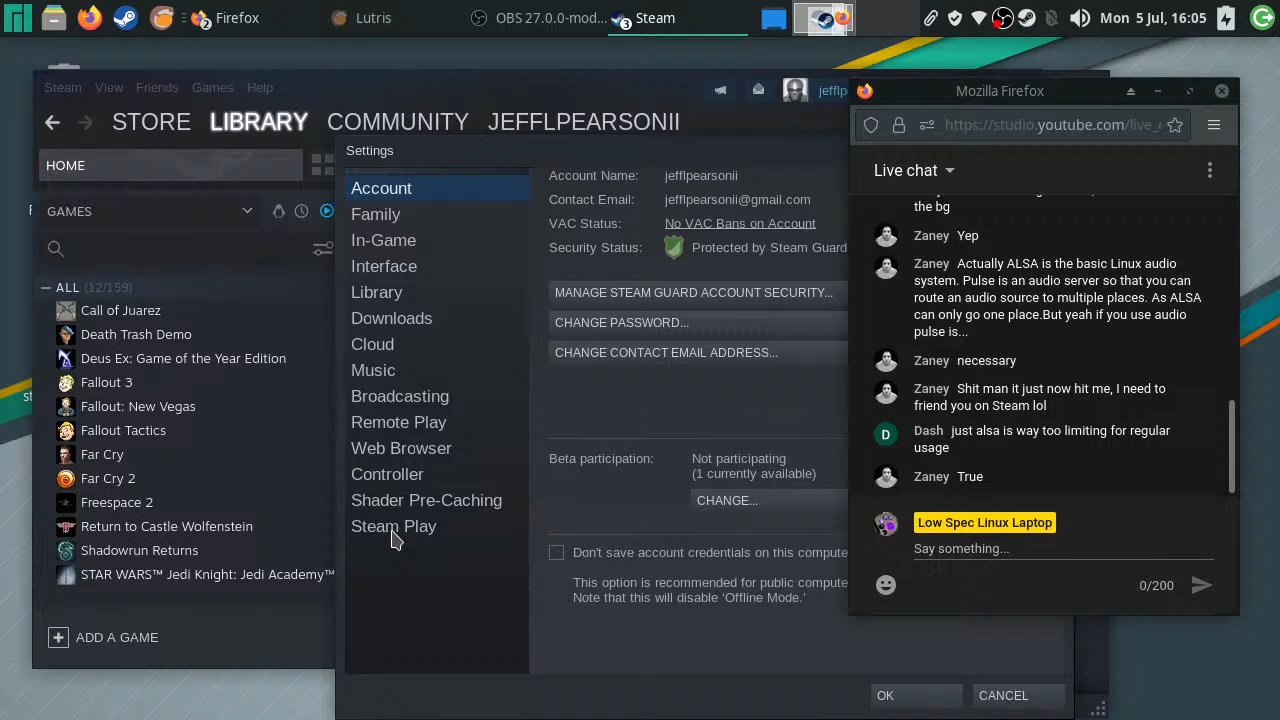 Firefox
Lutris
OBS 27.0.0-mod...
Steam
Mon 5 Jul, 16:05
Steam View Friends Games Help
jefflp
STORE LIBRARY COMMUNITY JEFFLPEARSONII
HOME
GAMES
ALL (12/159)
Call of Juarez
Death Trash Demo
Deus Ex: Game of the Year Edition
Fallout 3
Fallout: New Vegas
Fallout Tactics
Far Cry
Far Cry 2
Freespace 2
Return to Castle Wolfenstein
Shadowrun Returns
STAR WARS™ Jedi Knight: Jedi Academy™
ADD A GAME
Settings
Account
Family
In-Game
Interface
Library
Downloads
Cloud
Music
Broadcasting
Remote Play
Web Browser
Controller
Shader Pre-Caching
Steam Play
Account Name: jefflpearsonii
Contact Email: jefflpearsonii@gmail.com
VAC Status: No VAC Bans on Account
Security Status: Protected by Steam Guard
MANAGE STEAM GUARD ACCOUNT SECURITY...
CHANGE PASSWORD...
CHANGE CONTACT EMAIL ADDRESS...
Beta participation: Not participating
(1 currently available)
CHANGE...
Don't save account credentials on this compute
This option is recommended for public compute
Note that this will disable ‘Offline Mode.’
OK CANCEL
Mozilla Firefox
https://studio.youtube.com/live_
Live chat
the bg
Zaney Yep
Zaney Actually ALSA is the basic Linux audio
system. Pulse is an audio server so that you can
route an audio source to multiple places. As ALSA
can only go one place.But yeah if you use audio
pulse is...
Zaney necessary
Zaney Shit man it just now hit me, I need to
friend you on Steam lol
D
Dash just alsa is way too limiting for regular
usage
Zaney True
Low Spec Linux Laptop
Say something...
0/200